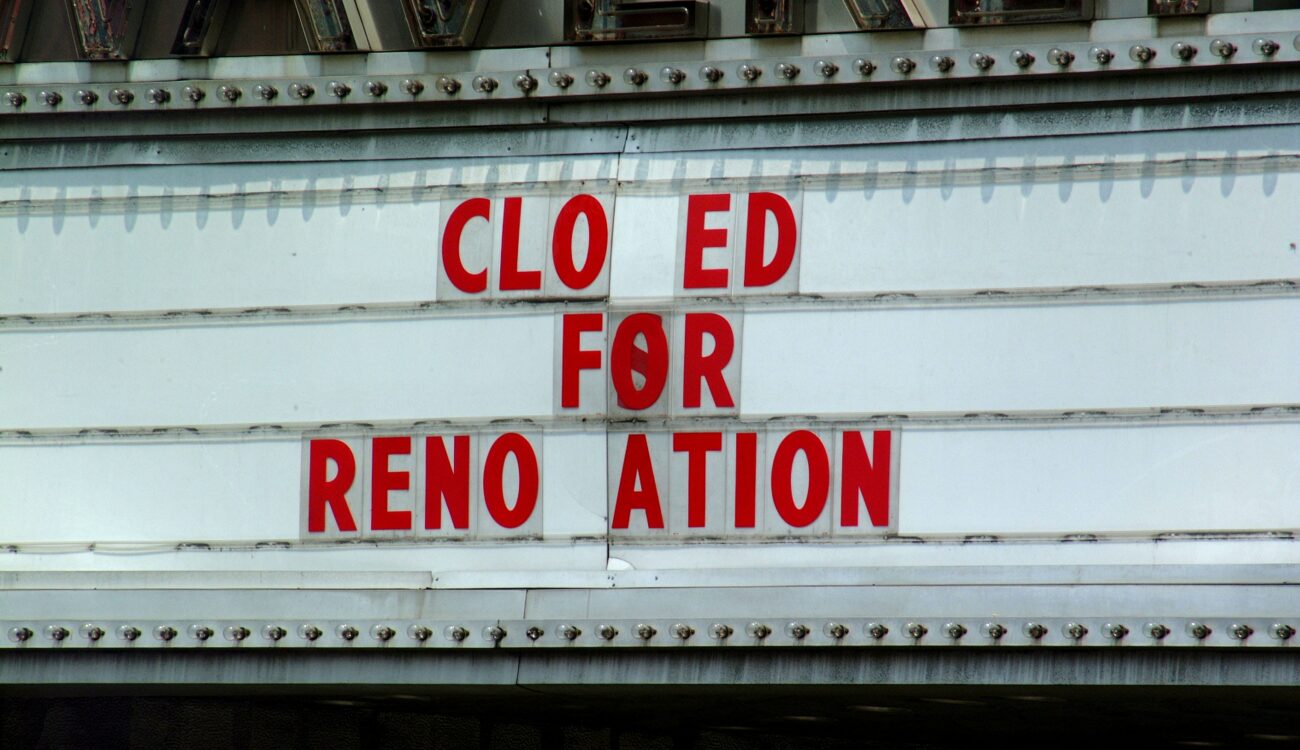 CLO ED
FOR
RENO ATION